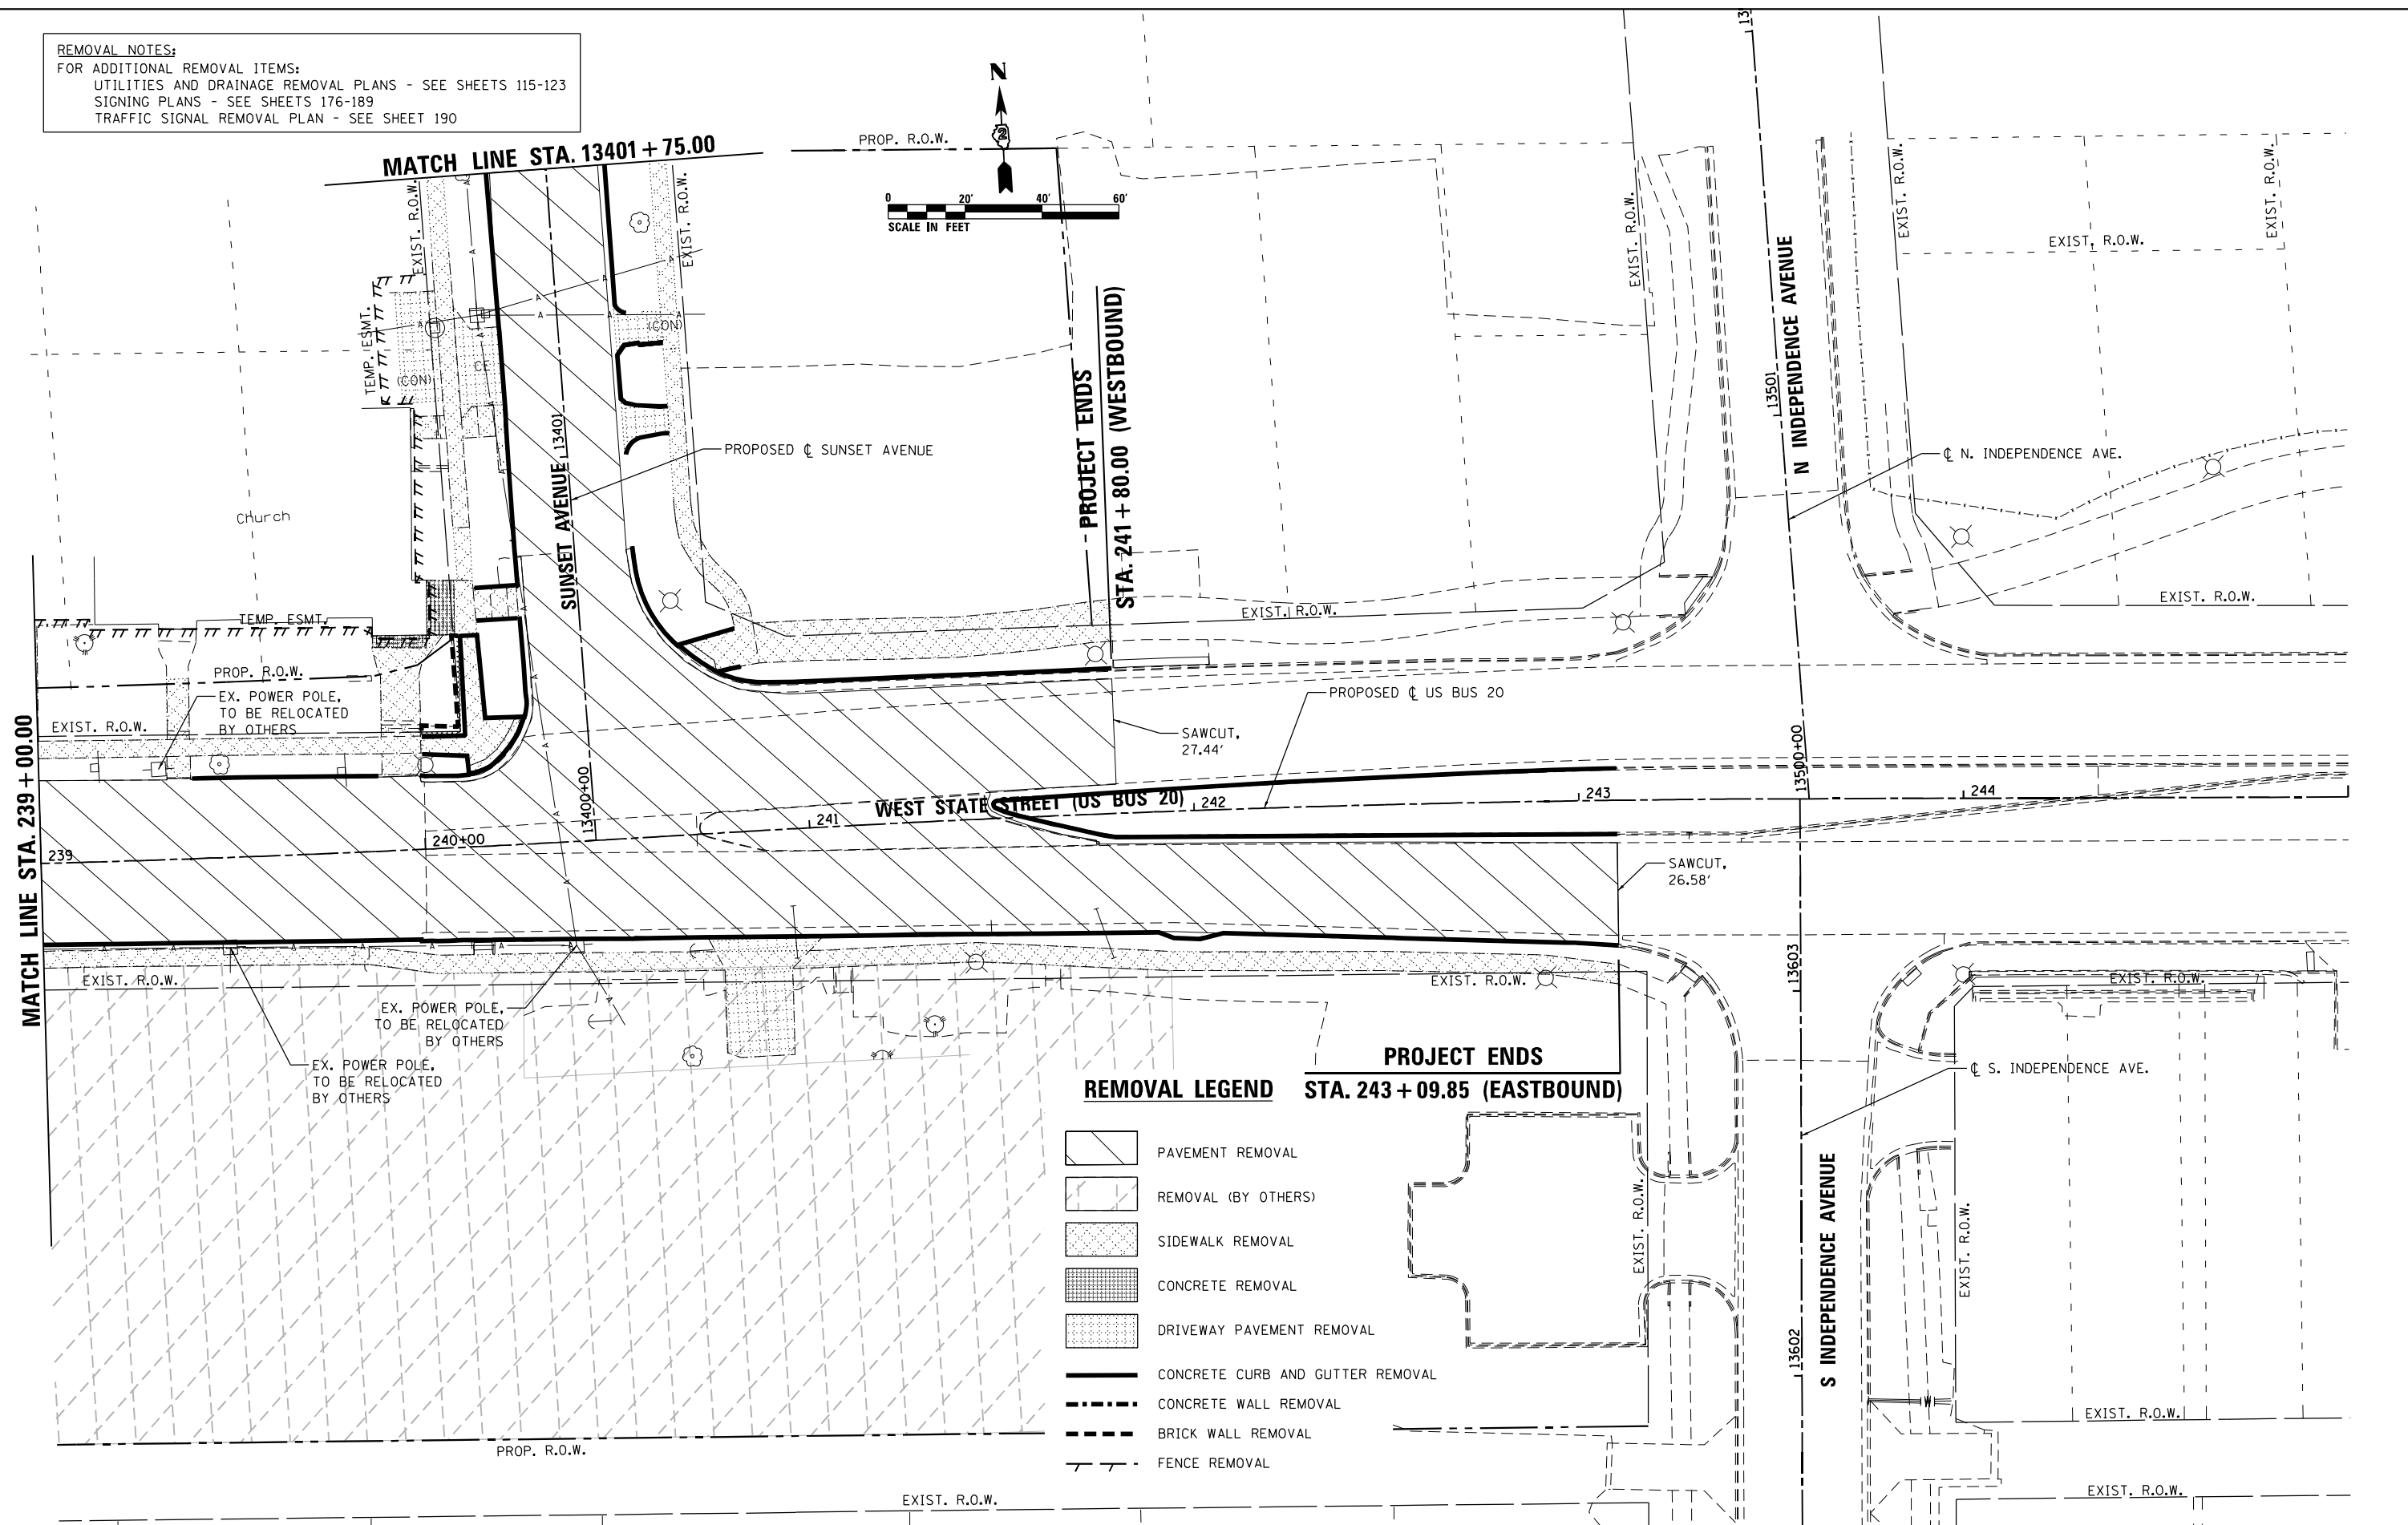 REMOVAL NOTES:
FOR ADDITIONAL REMOVAL ITEMS:
UTILITIES AND DRAINAGE REMOVAL PLANS - SEE SHEETS 115-123
SIGNING PLANS - SEE SHEETS 176-189
TRAFFIC SIGNAL REMOVAL PLAN - SEE SHEET 190
MATCH LINE STA. 13401+75.00
PROP. R.O.W.
N
2
0 20' 40' 60'
SCALE IN FEET
EXIST. R.O.W.
EXIST. R.O.W.
EXIST. R.O.W.
EXIST. R.O.W.
EXIST. R.O.W.
EXIST. R.O.W.
N INDEPENDENCE AVENUE
13501
℄ N. INDEPENDENCE AVE.
TEMP. ESMT.
(CON)
CE
(CON)
SUNSET AVENUE
13401
PROPOSED ℄ SUNSET AVENUE
PROJECT ENDS
STA. 241+80.00 (WESTBOUND)
Church
TEMP. ESMT.
PROP. R.O.W.
EX. POWER POLE,
TO BE RELOCATED
BY OTHERS
EXIST. R.O.W.
EXIST. R.O.W.
EXIST. R.O.W.
PROPOSED ℄ US BUS 20
SAWCUT,
27.44'
13400+00
13500+00
MATCH LINE STA. 239+00.00
239
240+00
241
WEST STATE STREET (US BUS 20)
242
243
244
SAWCUT,
26.58'
13603
EXIST. R.O.W.
EXIST. R.O.W.
EXIST. R.O.W.
EX. POWER POLE,
TO BE RELOCATED
BY OTHERS
EX. POWER POLE,
TO BE RELOCATED
BY OTHERS
PROJECT ENDS
STA. 243+09.85 (EASTBOUND)
℄ S. INDEPENDENCE AVE.
REMOVAL LEGEND
PAVEMENT REMOVAL
REMOVAL (BY OTHERS)
SIDEWALK REMOVAL
CONCRETE REMOVAL
DRIVEWAY PAVEMENT REMOVAL
CONCRETE CURB AND GUTTER REMOVAL
CONCRETE WALL REMOVAL
BRICK WALL REMOVAL
FENCE REMOVAL
EXIST. R.O.W.
13602
S INDEPENDENCE AVENUE
EXIST. R.O.W.
W
EXIST. R.O.W.
PROP. R.O.W.
EXIST. R.O.W.
EXIST. R.O.W.